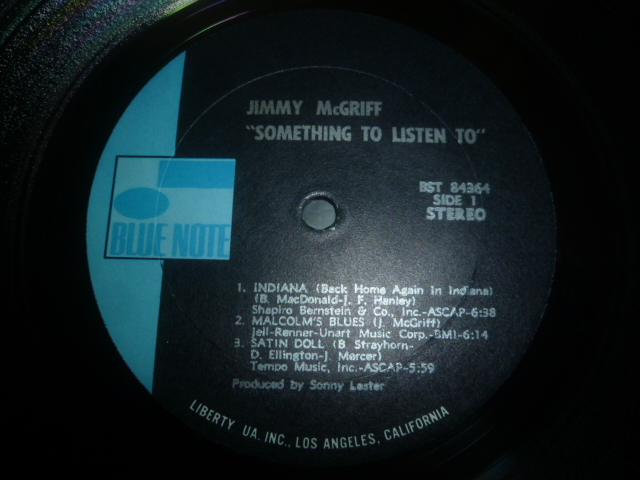 JIMMY McGRIFF
"SOMETHING TO LISTEN TO"
BST 84364
SIDE 1
STEREO
BLUE NOTE
1. INDIANA (Back Home Again In Indiana)
(B. MacDonald-J. F. Hanley)
Shapiro Bernstein & Co., Inc.-ASCAP-6:38
2. MALCOLM'S BLUES (J. McGriff)
Jell-Renner-Unart Music Corp.-BMI-6:14
3. SATIN DOLL (B Strayhorn-
D. Ellington-J. Mercer)
Tempo Music, Inc.-ASCAP-5:59
Produced by Sonny Lester
LIBERTY UA. INC., LOS ANGELES, CALIFORNIA